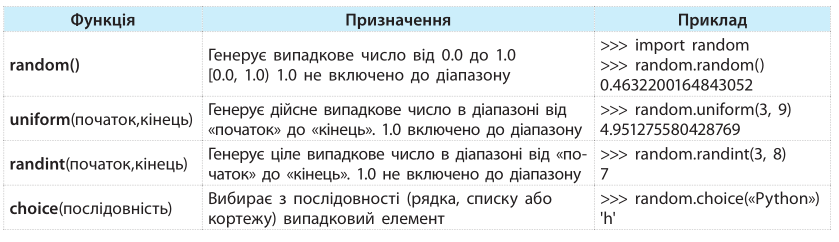 Функція Призначення Приклад
random()
Генерує випадкове число від 0.0 до 1.0
[0.0, 1.0) 1.0 не включено до діапазону
>>> import random
>>> random.random()
0.4632200164843052
uniform(початок,кінець)
Генерує дійсне випадкове число в діапазоні від
«початок» до «кінець». 1.0 включено до діапазону
>>> random.uniform(3, 9)
4.951275580428769
randint(початок,кінець)
Генерує ціле випадкове число в діапазоні від «по-
чаток» до «кінець». 1.0 не включено до діапазону
>>> random.randint(3, 8)
7
choice(послідовність)
Вибирає з послідовності (рядка, списку або
кортежу) випадковий елемент
>>> random.choice(«Python»)
'h'